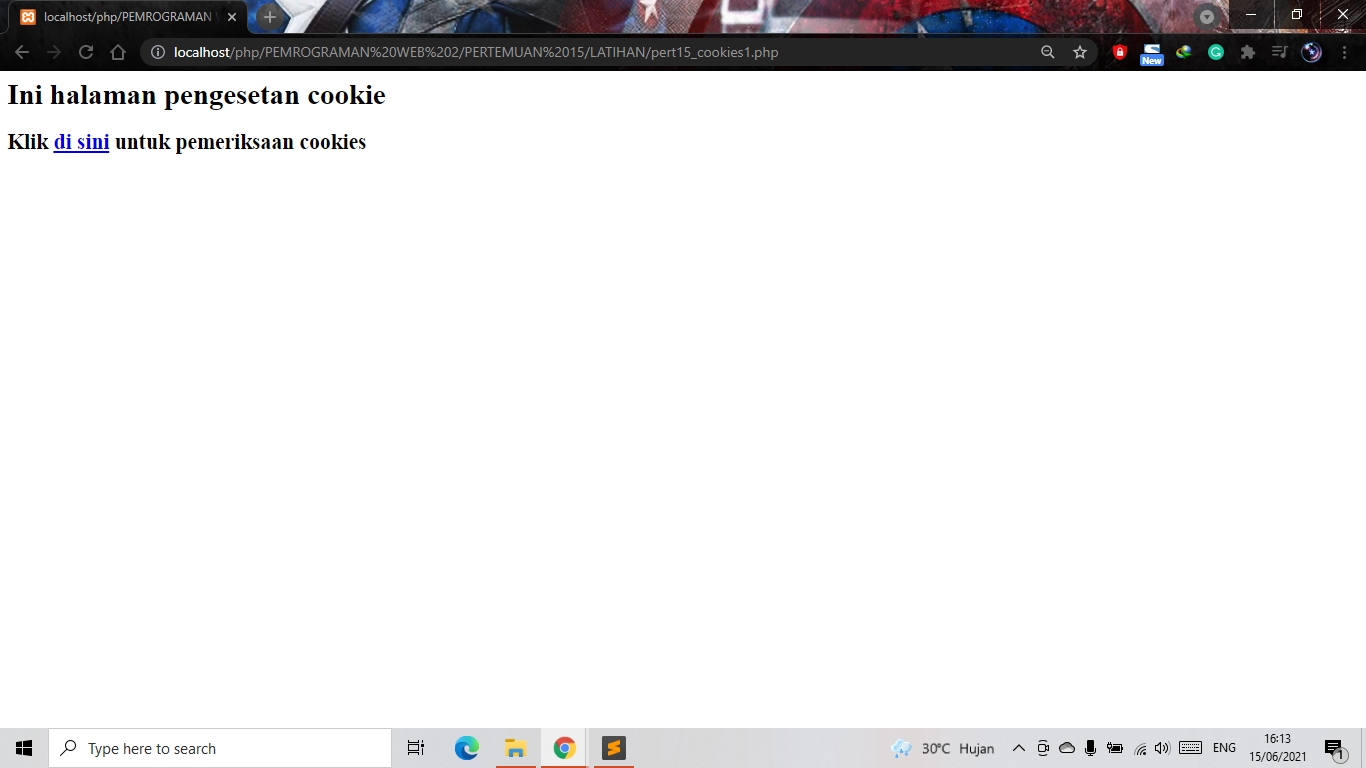 localhost/php/PEMROGRAMAN
localhost/php/PEMROGRAMAN%20WEB%202/PERTEMUAN%2015/LATIHAN/pert15_cookies1.php
New
Ini halaman pengesetan cookie
Klik di sini untuk pemeriksaan cookies
Type here to search
30°C Hujan
ENG
16:13
15/06/2021
1